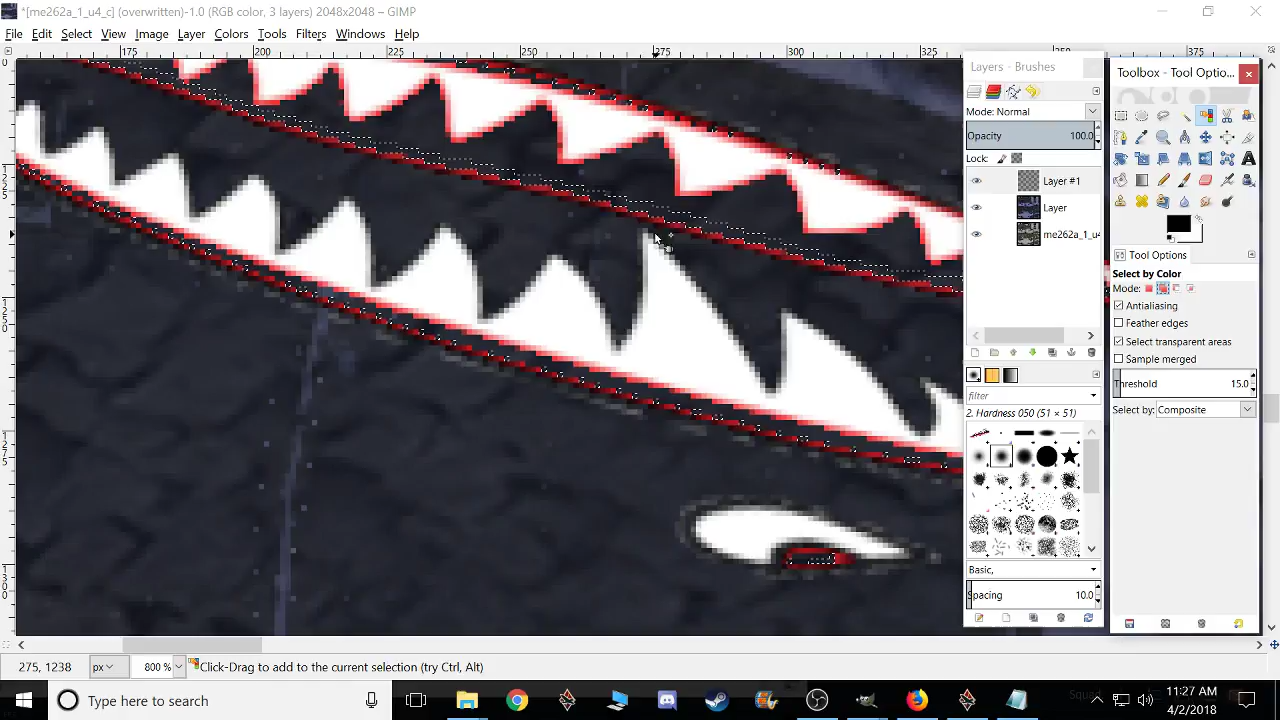 *[me262a_1_u4_c] (overwritten)-1.0 (RGB color, 3 layers) 2048x2048 – GIMP
File Edit Select View Image Layer Colors Tools Filters Windows Help
175 200 225 250 275 300 325 375
Layers - Brushes
Mode: Normal
Opacity 100.0
Lock:
Layer #1
Layer
me262a_1_u4
filter
2. Hardness 050 (51 × 51)
Basic,
Spacing 10.0
Toolbox - Tool Optio...
Tool Options
Select by Color
Mode:
Antialiasing
Feather edges
Select transparent areas
Sample merged
Threshold 15.0
Select by: Composite
275, 1238 px 800 % Click-Drag to add to the current selection (try Ctrl, Alt)
Type here to search
Squad
11:27 AM
4/2/2018